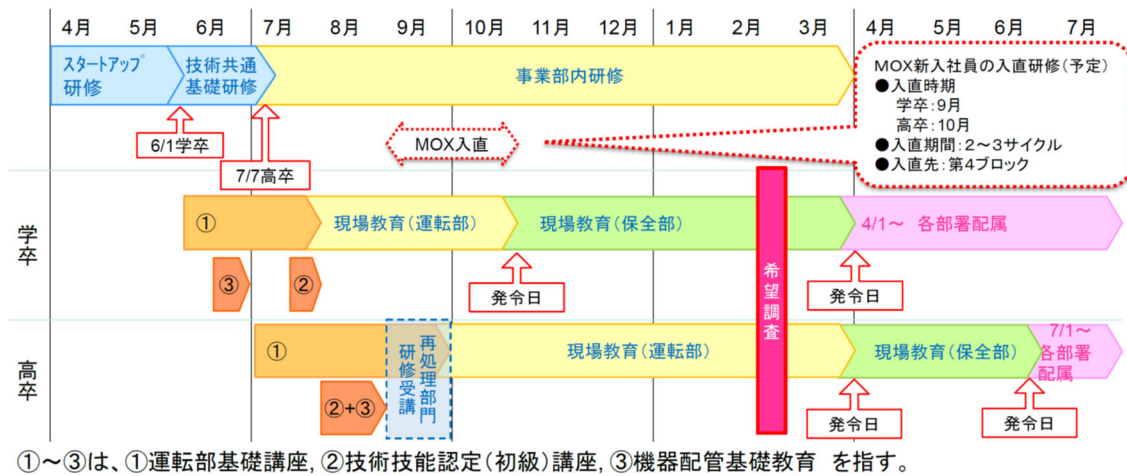 4月 5月 6月 7月 8月 9月 10月 11月 12月 1月 2月 3月 4月 5月 6月 7月
スタートアップ
研修
技術共通
基礎研修
事業部内研修
MOX新入社員の入直研修(予定)
●入直時期
学卒:9月
高卒:10月
●入直期間:2～3サイクル
●入直先:第4ブロック
6/1学卒
7/7高卒
MOX入直
学卒
①
現場教育(運転部)
現場教育(保全部)
4/1～ 各部署配属
③
②
発令日
発令日
希望調査
高卒
①
再処理部門
研修受講
現場教育(運転部)
現場教育(保全部)
7/1～
各部署
配属
②+③
発令日
発令日
①～③は、①運転部基礎講座, ②技術技能認定(初級)講座, ③機器配管基礎教育 を指す。